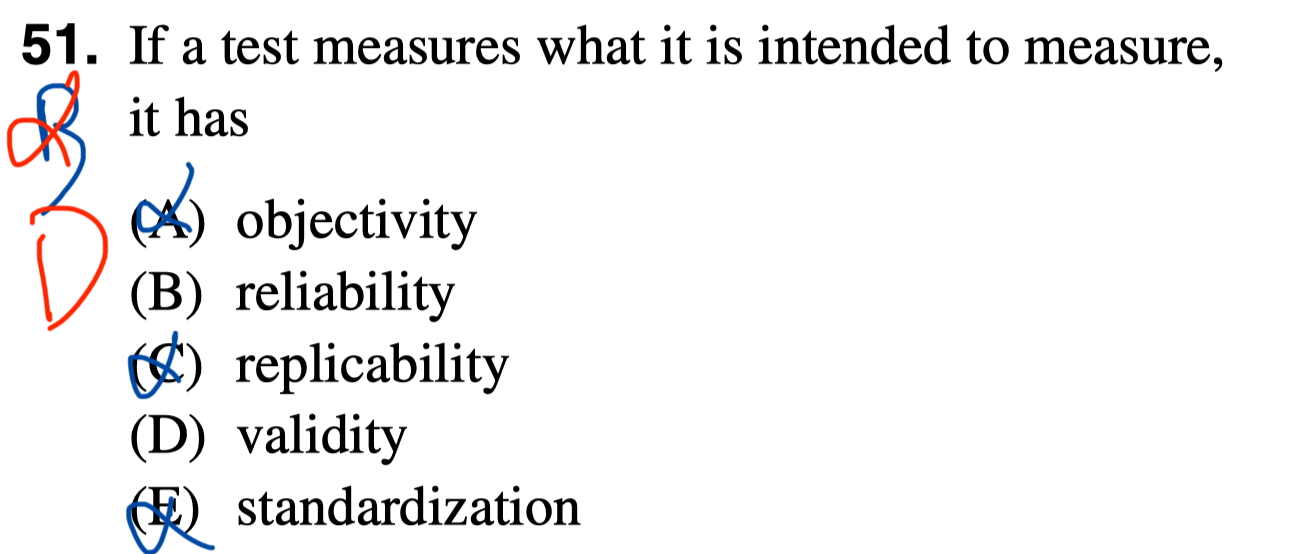 51. If a test measures what it is intended to measure,
it has
B
D
(A) objectivity
(B) reliability
(C) replicability
(D) validity
(E) standardization